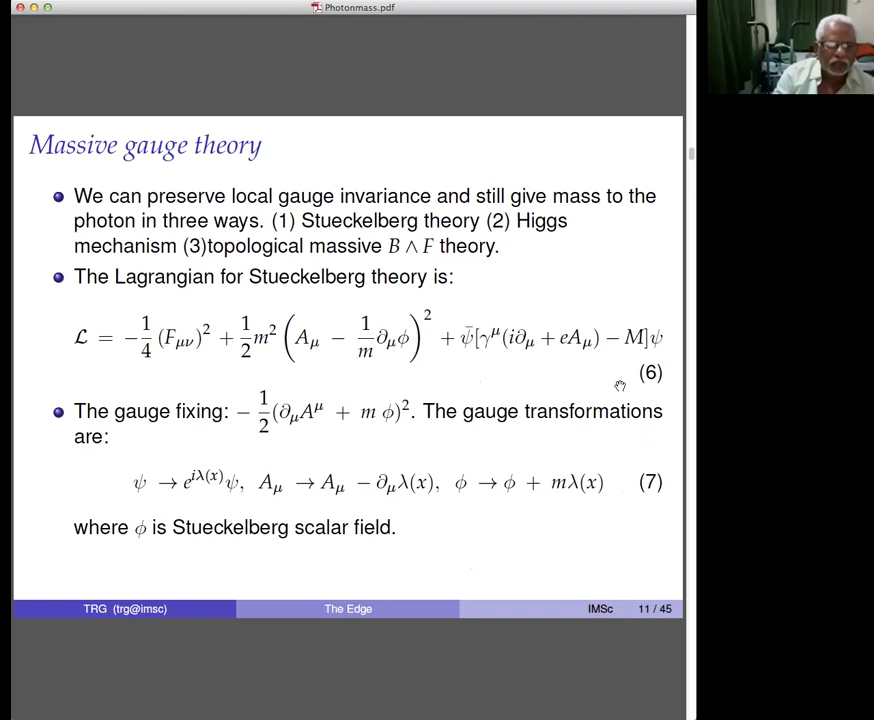 Photonmass.pdf
Massive gauge theory
We can preserve local gauge invariance and still give mass to the
photon in three ways. (1) Stueckelberg theory (2) Higgs
mechanism (3)topological massive B ∧ F theory.
The Lagrangian for Stueckelberg theory is:
ℒ = −1/4 (F_μν)² + 1/2 m² (A_μ − 1/m ∂_μϕ)² + ψ̄[γ^μ(i∂_μ + eA_μ) − M]ψ
(6)
The gauge fixing: − 1/2 (∂_μA^μ + m ϕ)². The gauge transformations
are:
ψ → e^{iλ(x)}ψ, A_μ → A_μ − ∂_μλ(x), ϕ → ϕ + mλ(x) (7)
where ϕ is Stueckelberg scalar field.
TRG (trg@imsc) The Edge IMSc 11 / 45